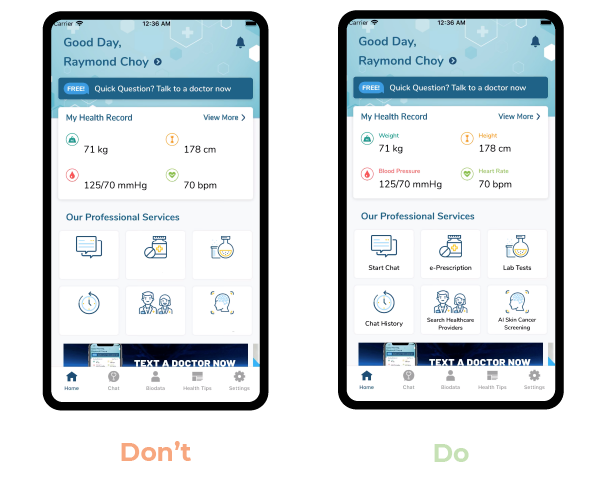 Carrier 12:36 AM
Good Day,
Raymond Choy
FREE! Quick Question? Talk to a doctor now
My Health Record View More
71 kg 178 cm
125/70 mmHg 70 bpm
Our Professional Services
TEXT A DOCTOR NOW
Home Chat Biodata Health Tips Settings
Don't
Carrier 12:36 AM
Good Day,
Raymond Choy
FREE! Quick Question? Talk to a doctor now
My Health Record View More
Weight Height
71 kg 178 cm
Blood Pressure Heart Rate
125/70 mmHg 70 bpm
Our Professional Services
Start Chat e-Prescription Lab Tests
Chat History Search Healthcare Providers AI Skin Cancer Screening
TEXT A DOCTOR NOW
Home Chat Biodata Health Tips Settings
Do